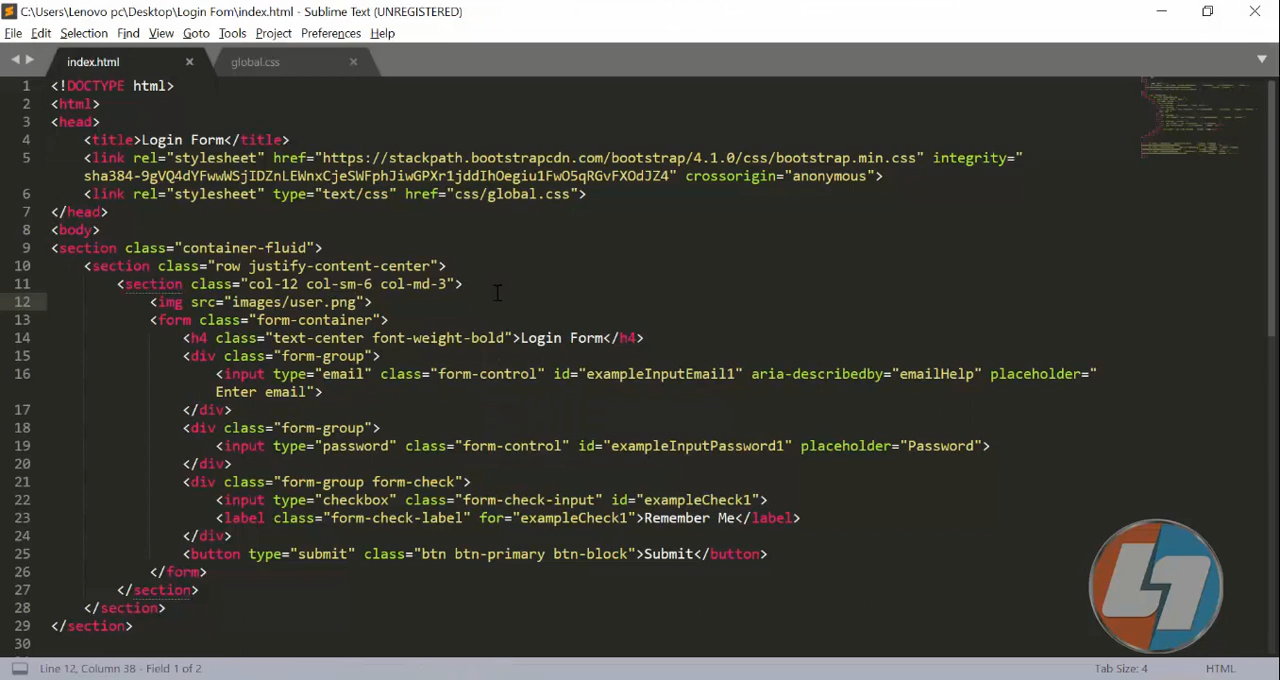 C:\Users\Lenovo pc\Desktop\Login Fom\index.html - Sublime Text (UNREGISTERED)
File Edit Selection Find View Goto Tools Project Preferences Help
index.html × global.css ×
1 <!DOCTYPE html>
2 <html>
3 <head>
4 <title>Login Form</title>
5 <link rel="stylesheet" href="https://stackpath.bootstrapcdn.com/bootstrap/4.1.0/css/bootstrap.min.css" integrity="
sha384-9gVQ4dYFwwWSjIDZnLEWnxCjeSWFphJiwGPXr1jddIhOegiu1FwO5qRGvFXOdJZ4" crossorigin="anonymous">
6 <link rel="stylesheet" type="text/css" href="css/global.css">
7 </head>
8 <body>
9 <section class="container-fluid">
10 <section class="row justify-content-center">
11 <section class="col-12 col-sm-6 col-md-3">
12 <img src="images/user.png">
13 <form class="form-container">
14 <h4 class="text-center font-weight-bold">Login Form</h4>
15 <div class="form-group">
16 <input type="email" class="form-control" id="exampleInputEmail1" aria-describedby="emailHelp" placeholder="
Enter email">
17 </div>
18 <div class="form-group">
19 <input type="password" class="form-control" id="exampleInputPassword1" placeholder="Password">
20 </div>
21 <div class="form-group form-check">
22 <input type="checkbox" class="form-check-input" id="exampleCheck1">
23 <label class="form-check-label" for="exampleCheck1">Remember Me</label>
24 </div>
25 <button type="submit" class="btn btn-primary btn-block">Submit</button>
26 </form>
27 </section>
28 </section>
29 </section>
30
Line 12, Column 38 - Field 1 of 2 Tab Size: 4 HTML